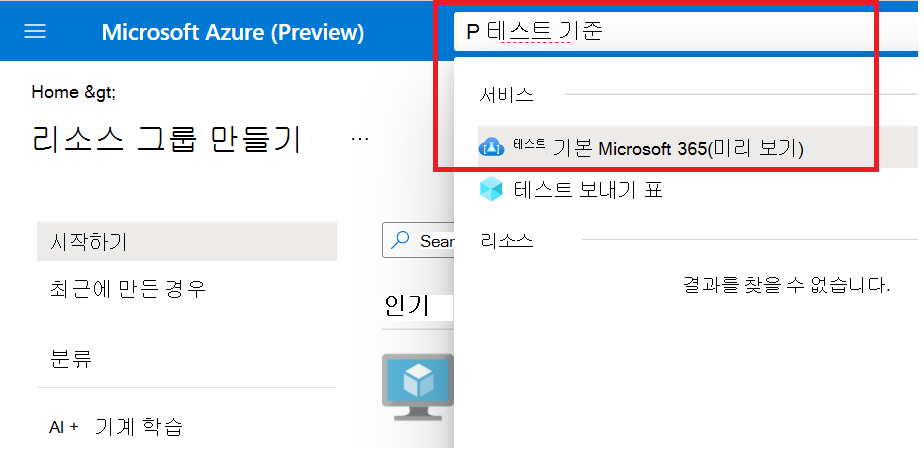 Microsoft Azure (Preview)
P 테스트 기준
Home &gt;
리소스 그룹 만들기 ...
서비스
테스트 기본 Microsoft 365(미리 보기)
테스트 보내기 표
리소스
결과를 찾을 수 없습니다.
시작하기
최근에 만든 경우
분류
AI + 기계 학습
Sear
인기